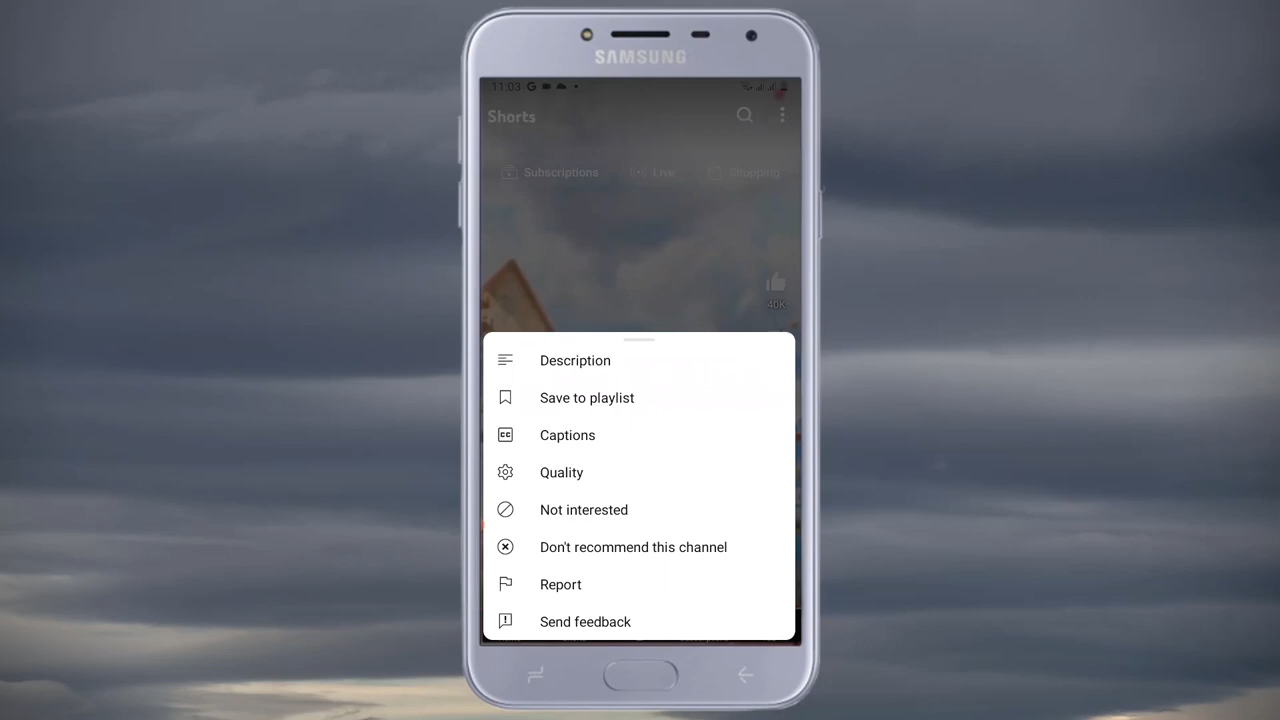 SAMSUNG
11:03
Shorts
Subscriptions Live Shopping
40K
Description
Save to playlist
CC Captions
Quality
Not interested
Don't recommend this channel
Report
Send feedback